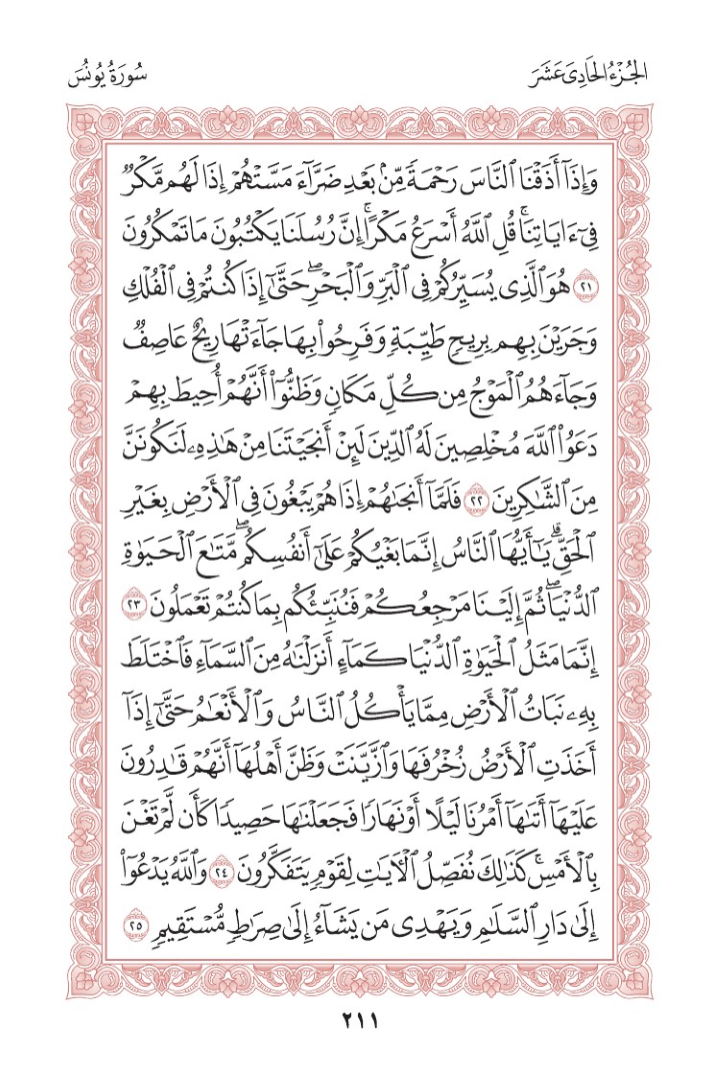 الجُزْءُ الحَادِي عَشَرَ
سُورَةُ يُونُسَ
وَإِذَآ أَذَقْنَا ٱلنَّاسَ رَحْمَةً مِّنۢ بَعْدِ ضَرَّآءَ مَسَّتْهُمْ إِذَا لَهُم مَّكْرٌ
فِىٓ ءَايَاتِنَاۚ قُلِ ٱللَّهُ أَسْرَعُ مَكْرًاۚ إِنَّ رُسُلَنَا يَكْتُبُونَ مَا تَمْكُرُونَ
٢١ هُوَ ٱلَّذِى يُسَيِّرُكُمْ فِى ٱلْبَرِّ وَٱلْبَحْرِۖ حَتَّىٰٓ إِذَا كُنتُمْ فِى ٱلْفُلْكِ
وَجَرَيْنَ بِهِم بِرِيحٍ طَيِّبَةٍ وَفَرِحُوا۟ بِهَا جَآءَتْهَا رِيحٌ عَاصِفٌ
وَجَآءَهُمُ ٱلْمَوْجُ مِن كُلِّ مَكَانٍ وَظَنُّوٓا۟ أَنَّهُمْ أُحِيطَ بِهِمْ
دَعَوُا۟ ٱللَّهَ مُخْلِصِينَ لَهُ ٱلدِّينَ لَئِنْ أَنجَيْتَنَا مِنْ هَٰذِهِۦ لَنَكُونَنَّ
مِنَ ٱلشَّٰكِرِينَ ٢٢ فَلَمَّآ أَنجَىٰهُمْ إِذَا هُمْ يَبْغُونَ فِى ٱلْأَرْضِ بِغَيْرِ
ٱلْحَقِّۗ يَٰٓأَيُّهَا ٱلنَّاسُ إِنَّمَا بَغْيُكُمْ عَلَىٰٓ أَنفُسِكُمۖ مَّتَٰعَ ٱلْحَيَوٰةِ
ٱلدُّنْيَاۖ ثُمَّ إِلَيْنَا مَرْجِعُكُمْ فَنُنَبِّئُكُم بِمَا كُنتُمْ تَعْمَلُونَ ٢٣
إِنَّمَا مَثَلُ ٱلْحَيَوٰةِ ٱلدُّنْيَا كَمَآءٍ أَنزَلْنَٰهُ مِنَ ٱلسَّمَآءِ فَٱخْتَلَطَ
بِهِۦ نَبَاتُ ٱلْأَرْضِ مِمَّا يَأْكُلُ ٱلنَّاسُ وَٱلْأَنْعَٰمُ حَتَّىٰٓ إِذَآ
أَخَذَتِ ٱلْأَرْضُ زُخْرُفَهَا وَٱزَّيَّنَتْ وَظَنَّ أَهْلُهَآ أَنَّهُمْ قَٰدِرُونَ
عَلَيْهَآ أَتَىٰهَآ أَمْرُنَا لَيْلًا أَوْ نَهَارًا فَجَعَلْنَٰهَا حَصِيدًا كَأَن لَّمْ تَغْنَ
بِٱلْأَمْسِۚ كَذَٰلِكَ نُفَصِّلُ ٱلْءَايَٰتِ لِقَوْمٍ يَتَفَكَّرُونَ ٢٤ وَٱللَّهُ يَدْعُوٓا۟
إِلَىٰ دَارِ ٱلسَّلَٰمِ وَيَهْدِى مَن يَشَآءُ إِلَىٰ صِرَٰطٍ مُّسْتَقِيمٍ ٢٥
٢١١